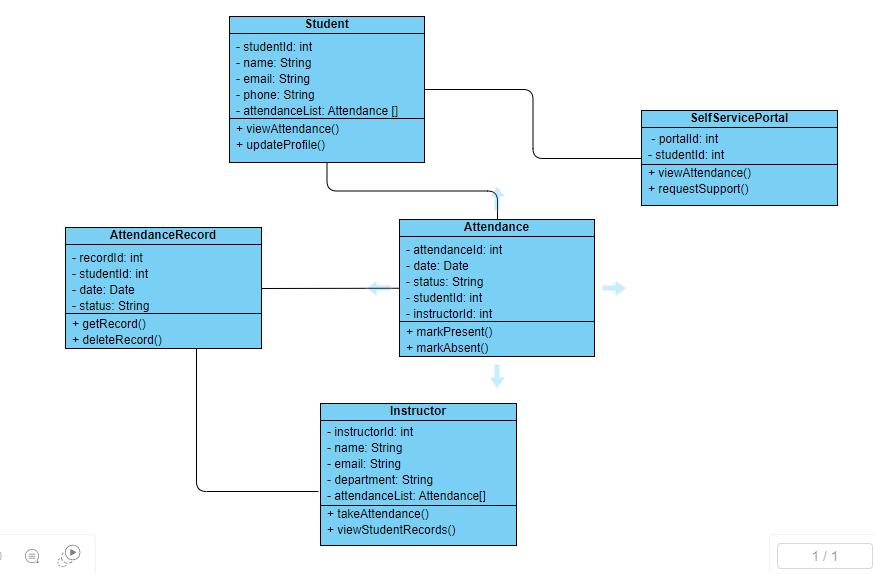 Student
- studentId: int
- name: String
- email: String
- phone: String
- attendanceList: Attendance []
+ viewAttendance()
+ updateProfile()
SelfServicePortal
- portalId: int
- studentId: int
+ viewAttendance()
+ requestSupport()
AttendanceRecord
- recordId: int
- studentId: int
- date: Date
- status: String
+ getRecord()
+ deleteRecord()
Attendance
- attendanceId: int
- date: Date
- status: String
- studentId: int
- instructorId: int
+ markPresent()
+ markAbsent()
Instructor
- instructorId: int
- name: String
- email: String
- department: String
- attendanceList: Attendance[]
+ takeAttendance()
+ viewStudentRecords()
1 / 1